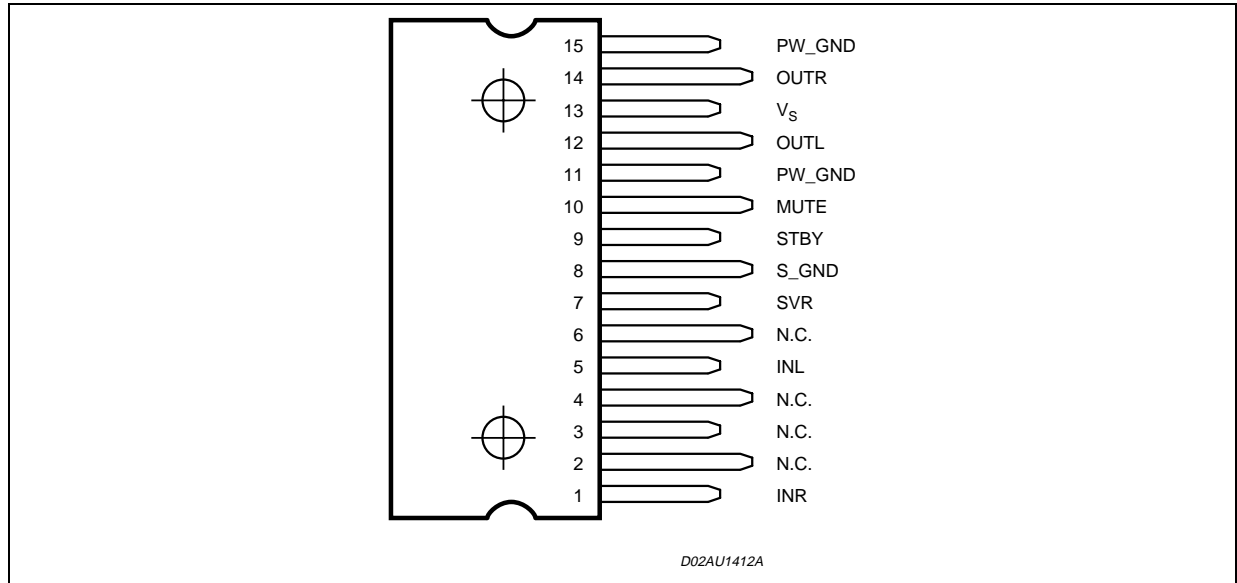 15 PW_GND
14 OUTR
13 VS
12 OUTL
11 PW_GND
10 MUTE
9 STBY
8 S_GND
7 SVR
6 N.C.
5 INL
4 N.C.
3 N.C.
2 N.C.
1 INR
D02AU1412A